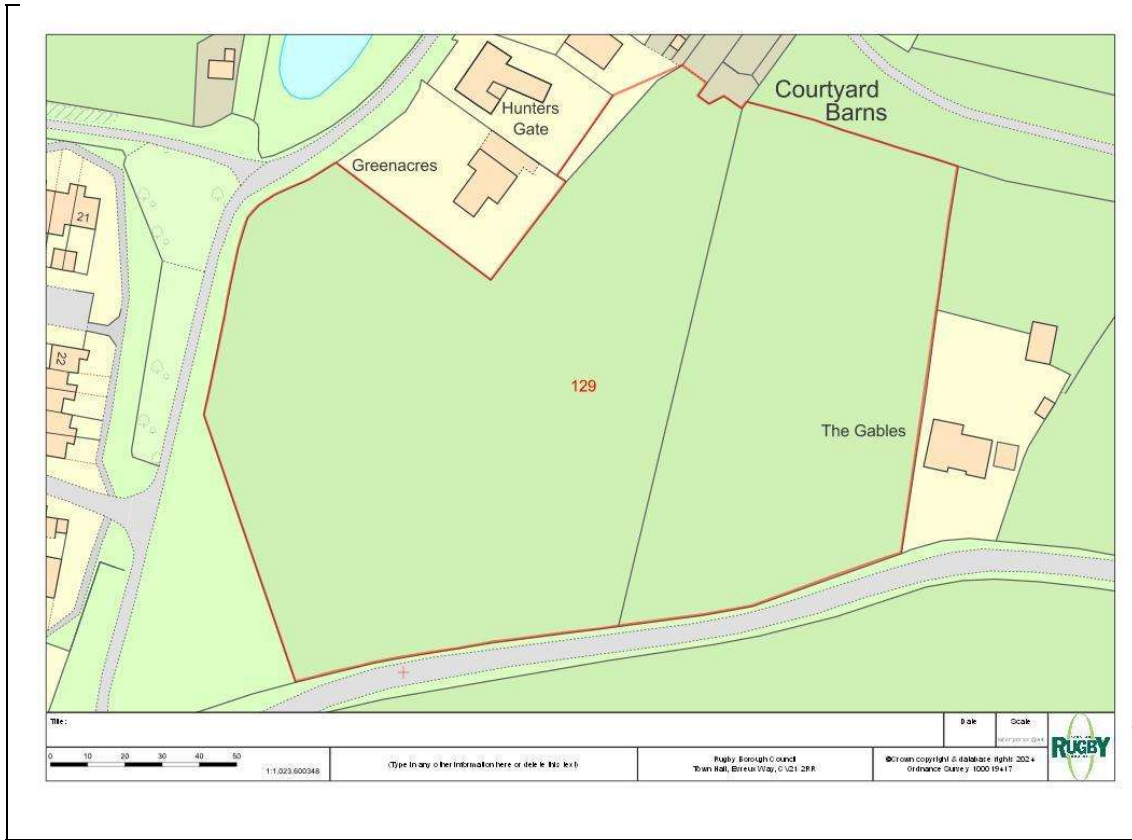 Courtyard
Barns
Hunters
Gate
Greenacres
21
22
129
The Gables
Title:
Date
Scale
0 10 20 30 40 50
1:1,023.600348
(Type in any other information here or delete this text)
Rugby Borough Council
Town Hall, Evreux Way, CV21 2RR
©Crown copyright & database rights 2024
Ordnance Survey 100019417
RUGBY